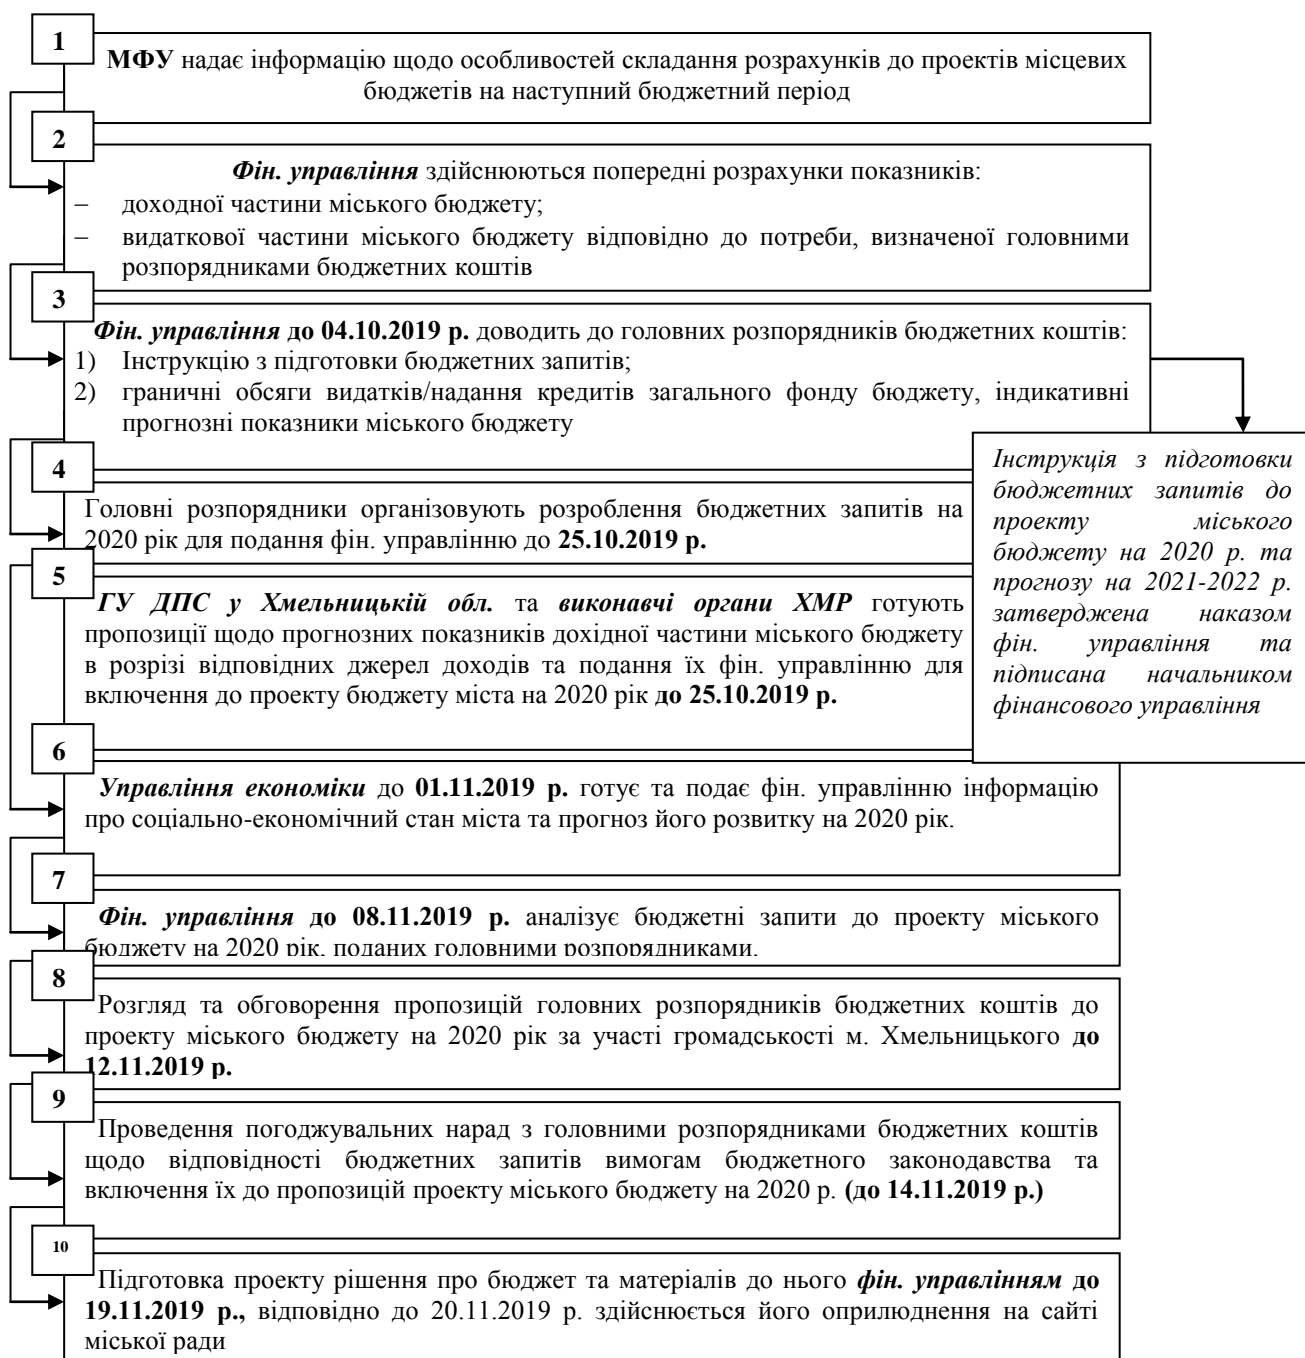 1
МФУ надає інформацію щодо особливостей складання розрахунків до проектів місцевих
бюджетів на наступний бюджетний період
2
Фін. управління здійснюються попередні розрахунки показників:
– доходної частини міського бюджету;
– видаткової частини міського бюджету відповідно до потреби, визначеної головними
розпорядниками бюджетних коштів
3
Фін. управління до 04.10.2019 р. доводить до головних розпорядників бюджетних коштів:
1) Інструкцію з підготовки бюджетних запитів;
2) граничні обсяги видатків/надання кредитів загального фонду бюджету, індикативні
прогнозні показники міського бюджету
Інструкція з підготовки
бюджетних запитів до
проекту міського
бюджету на 2020 р. та
прогнозу на 2021-2022 р.
затверджена наказом
фін. управління та
підписана начальником
фінансового управління
4
Головні розпорядники організовують розроблення бюджетних запитів на
2020 рік для подання фін. управлінню до 25.10.2019 р.
5
ГУ ДПС у Хмельницькій обл. та виконавчі органи ХМР готують
пропозиції щодо прогнозних показників дохідної частини міського бюджету
в розрізі відповідних джерел доходів та подання їх фін. управлінню для
включення до проекту бюджету міста на 2020 рік до 25.10.2019 р.
6
Управління економіки до 01.11.2019 р. готує та подає фін. управлінню інформацію
про соціально-економічний стан міста та прогноз його розвитку на 2020 рік.
7
Фін. управління до 08.11.2019 р. аналізує бюджетні запити до проекту міського
бюджету на 2020 рік, поданих головними розпорядниками.
8
Розгляд та обговорення пропозицій головних розпорядників бюджетних коштів до
проекту міського бюджету на 2020 рік за участі громадськості м. Хмельницького до
12.11.2019 р.
9
Проведення погоджувальних нарад з головними розпорядниками бюджетних коштів
щодо відповідності бюджетних запитів вимогам бюджетного законодавства та
включення їх до пропозицій проекту міського бюджету на 2020 р. (до 14.11.2019 р.)
10
Підготовка проекту рішення про бюджет та матеріалів до нього фін. управлінням до
19.11.2019 р., відповідно до 20.11.2019 р. здійснюється його оприлюднення на сайті
міської ради